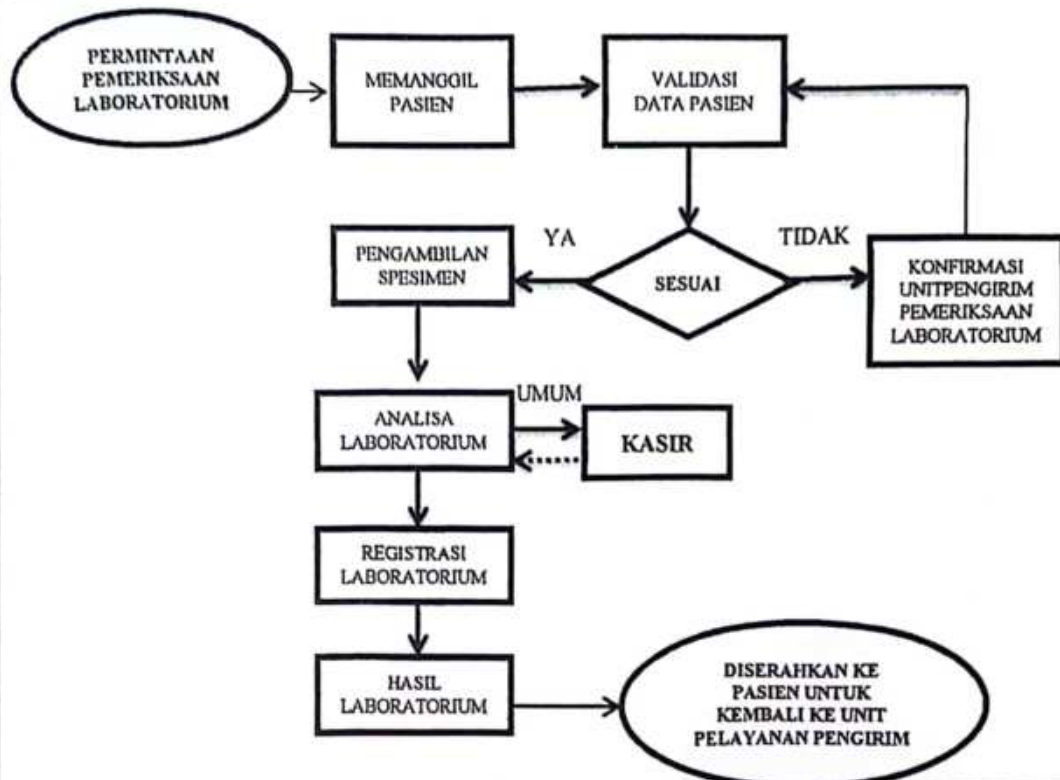 PERMINTAAN
PEMERIKSAAN
LABORATORIUM
MEMANGGIL
PASIEN
VALIDASI
DATA PASIEN
YA
TIDAK
PENGAMBILAN
SPESIMEN
SESUAI
KONFIRMASI
UNITPENGIRIM
PEMERIKSAAN
LABORATORIUM
UMUM
ANALISA
LABORATORIUM
KASIR
REGISTRASI
LABORATORIUM
HASIL
LABORATORIUM
DISERAHKAN KE
PASIEN UNTUK
KEMBALI KE UNIT
PELAYANAN PENGIRIM